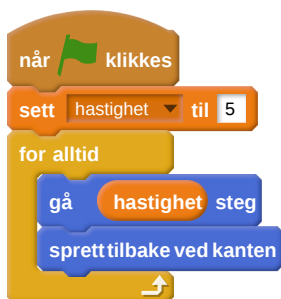 når klikkes
sett hastighet til 5
for alltid
gå hastighet steg
sprett tilbake ved kanten